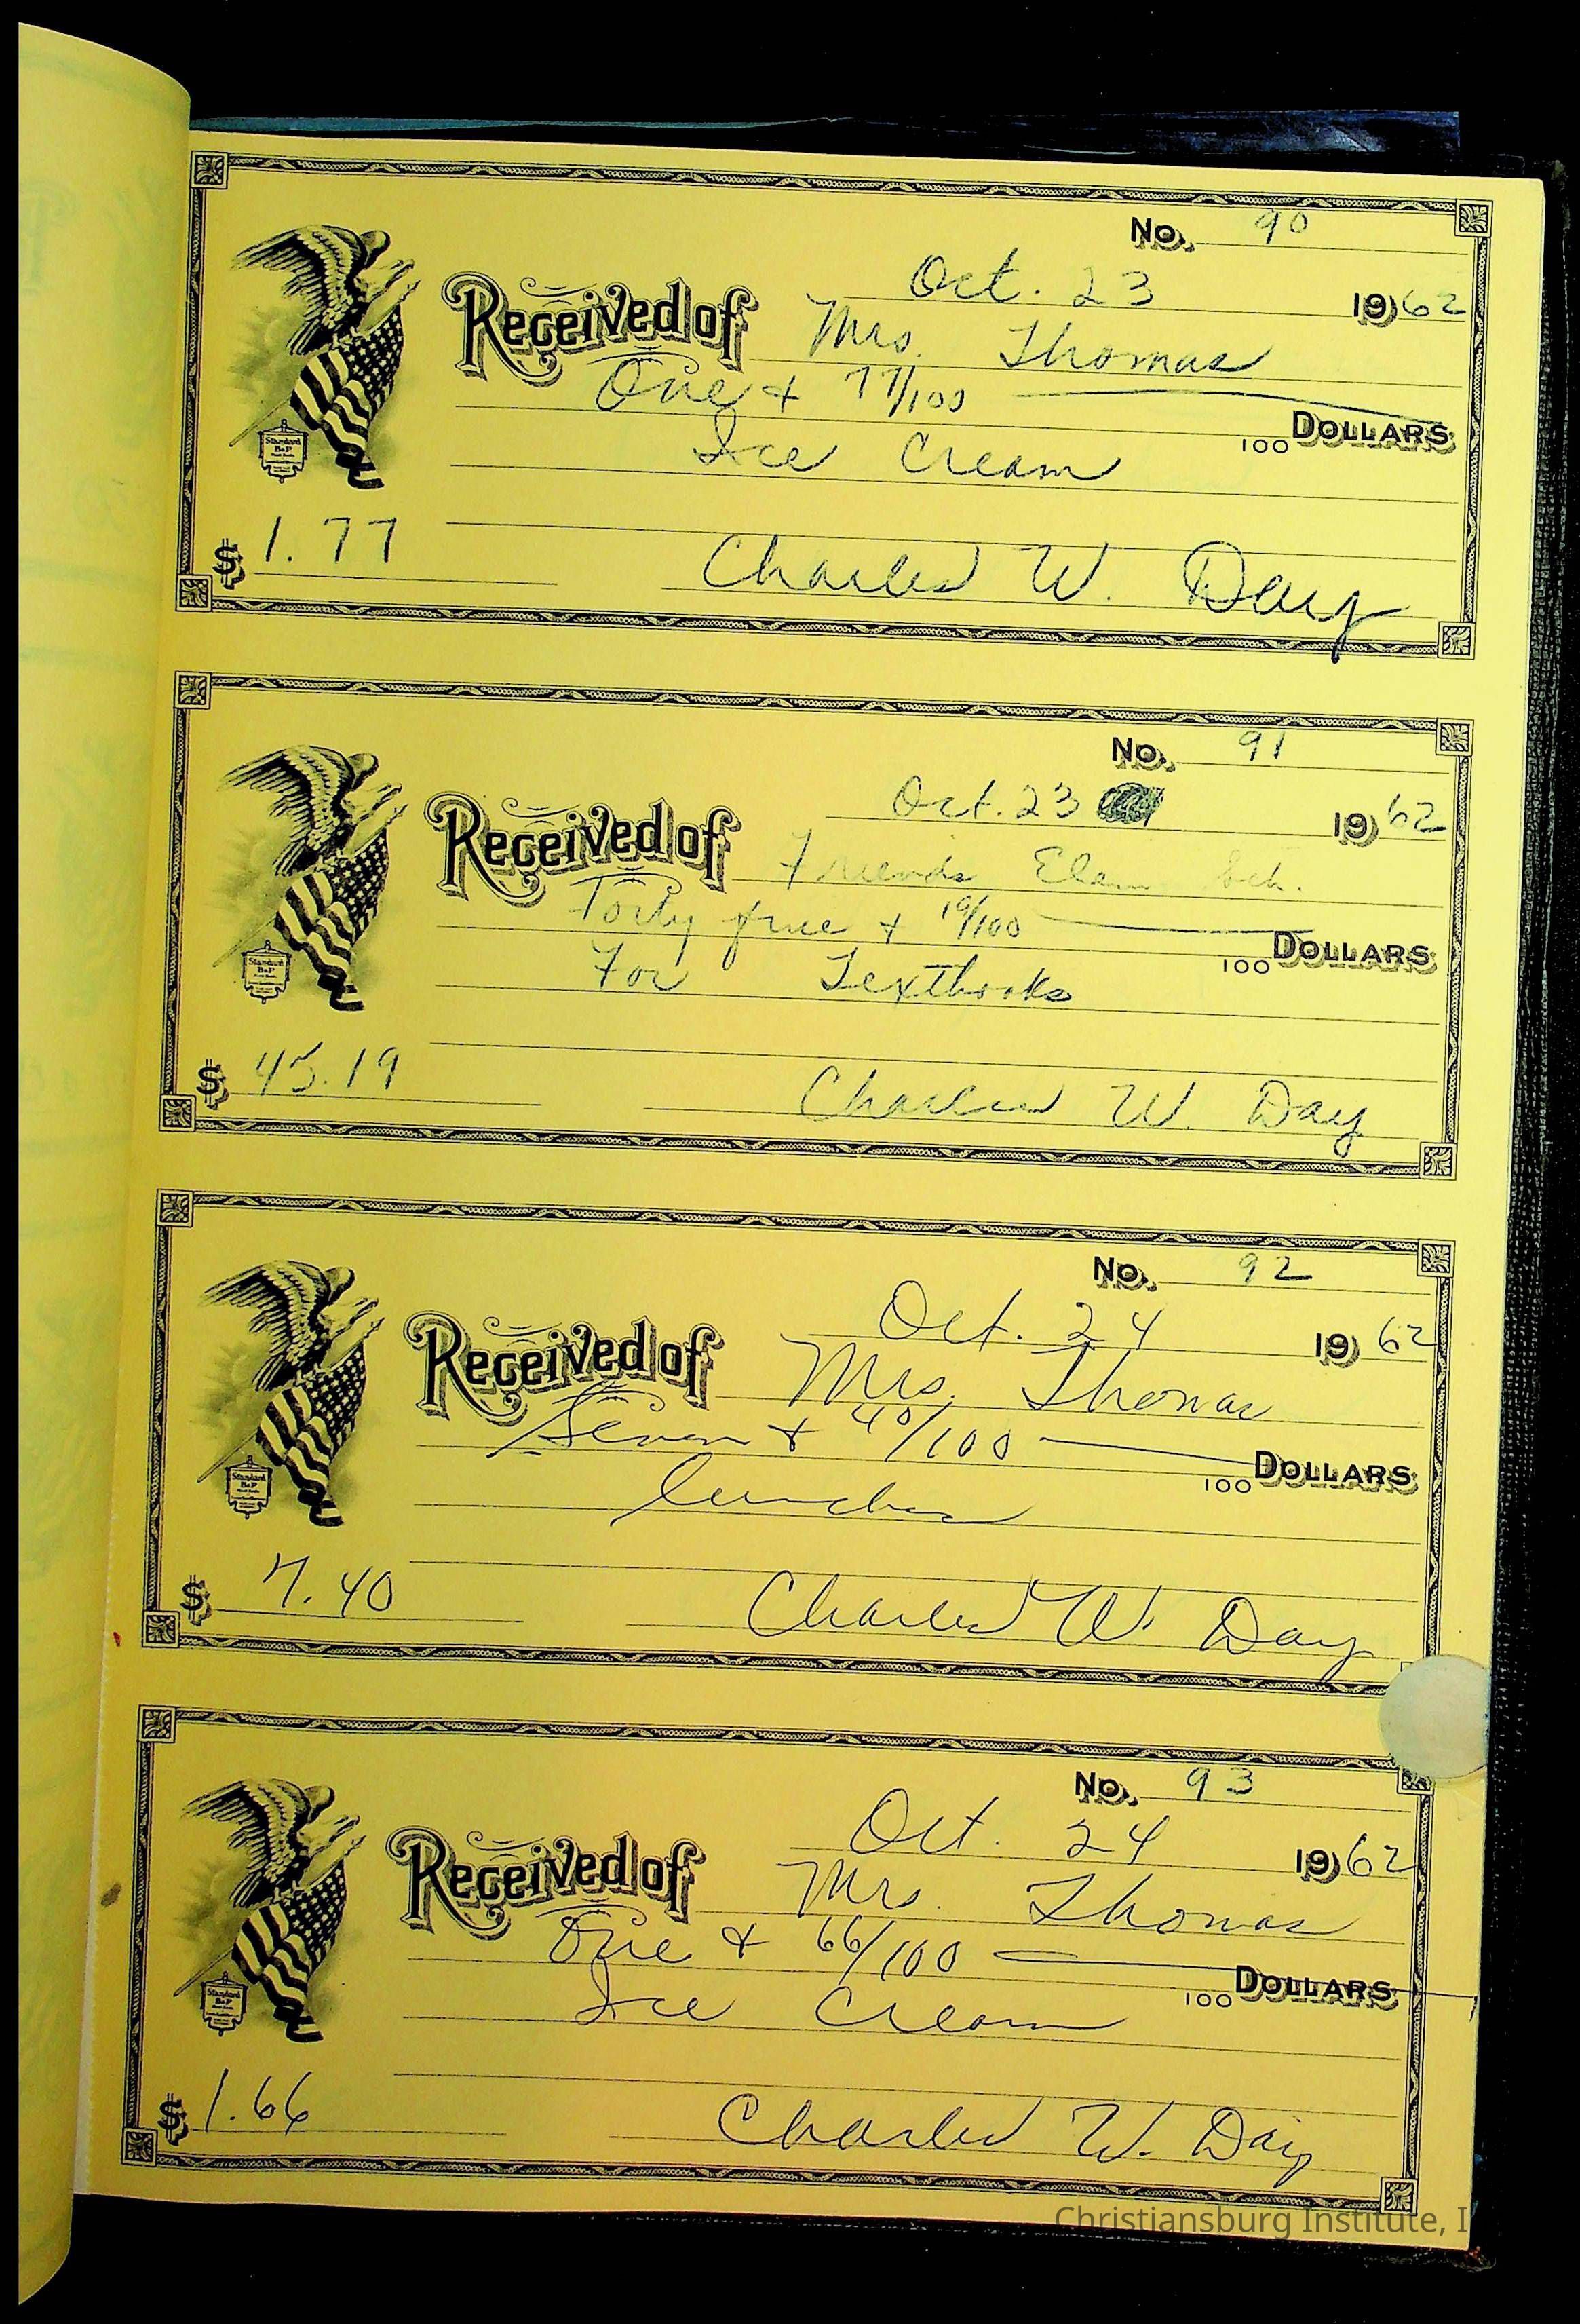 No. 90
Oct. 23 1962
Received of Mrs. Thomas
One & 77/100
100 DOLLARS
Ice Cream
$ 1.77
Charles W. Day
Standard
B&P
No. 91
Oct. 23 1962
Received of Friends Elem Sch.
Forty five & 19/100
100 DOLLARS
For Textbooks
$ 45.19
Charles W. Day
Standard
B&P
No. 92
Oct. 24 1962
Received of Mrs. Thomas
Seven & 40/100
100 DOLLARS
lunches
$ 7.40
Charles W. Day
Standard
B&P
No. 93
Oct. 24 1962
Received of Mrs. Thomas
One & 66/100
100 DOLLARS
Ice Cream
$ 1.66
Charles W. Day
Standard
B&P
Christiansburg Institute, I